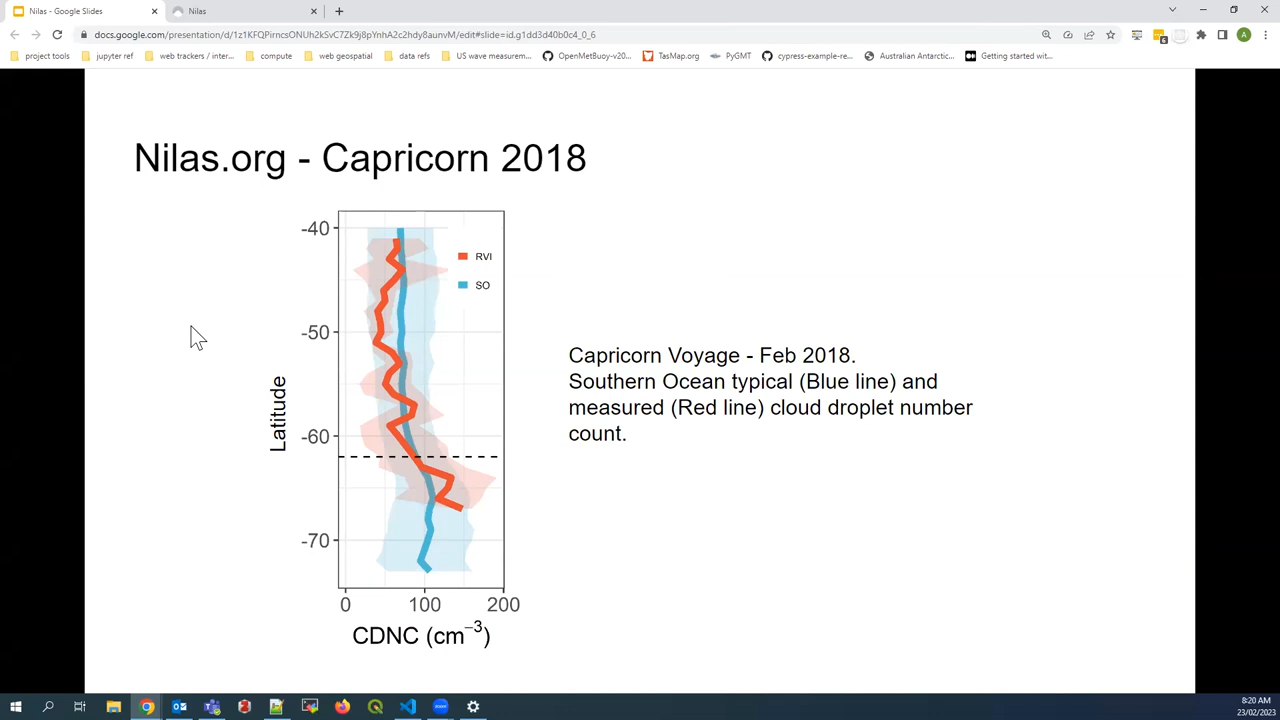 Nilas - Google Slides
Nilas
docs.google.com/presentation/d/1z1KFQPirncsONUh2kSvC7Zk9j8pYnhA2c2hdy8aunvM/edit#slide=id.g1dd3d40b0c4_0_6
A
project tools
jupyter ref
web trackers / inter...
compute
web geospatial
data refs
US wave measurem...
OpenMetBuoy-v20...
TasMap.org
PyGMT
cypress-example-re...
Australian Antarctic...
Getting started wit...
Nilas.org - Capricorn 2018
-40
-50
-60
-70
Latitude
RVI
SO
0 100 200
CDNC (cm⁻³)
Capricorn Voyage - Feb 2018.
Southern Ocean typical (Blue line) and
measured (Red line) cloud droplet number
count.
8:20 AM
23/02/2023